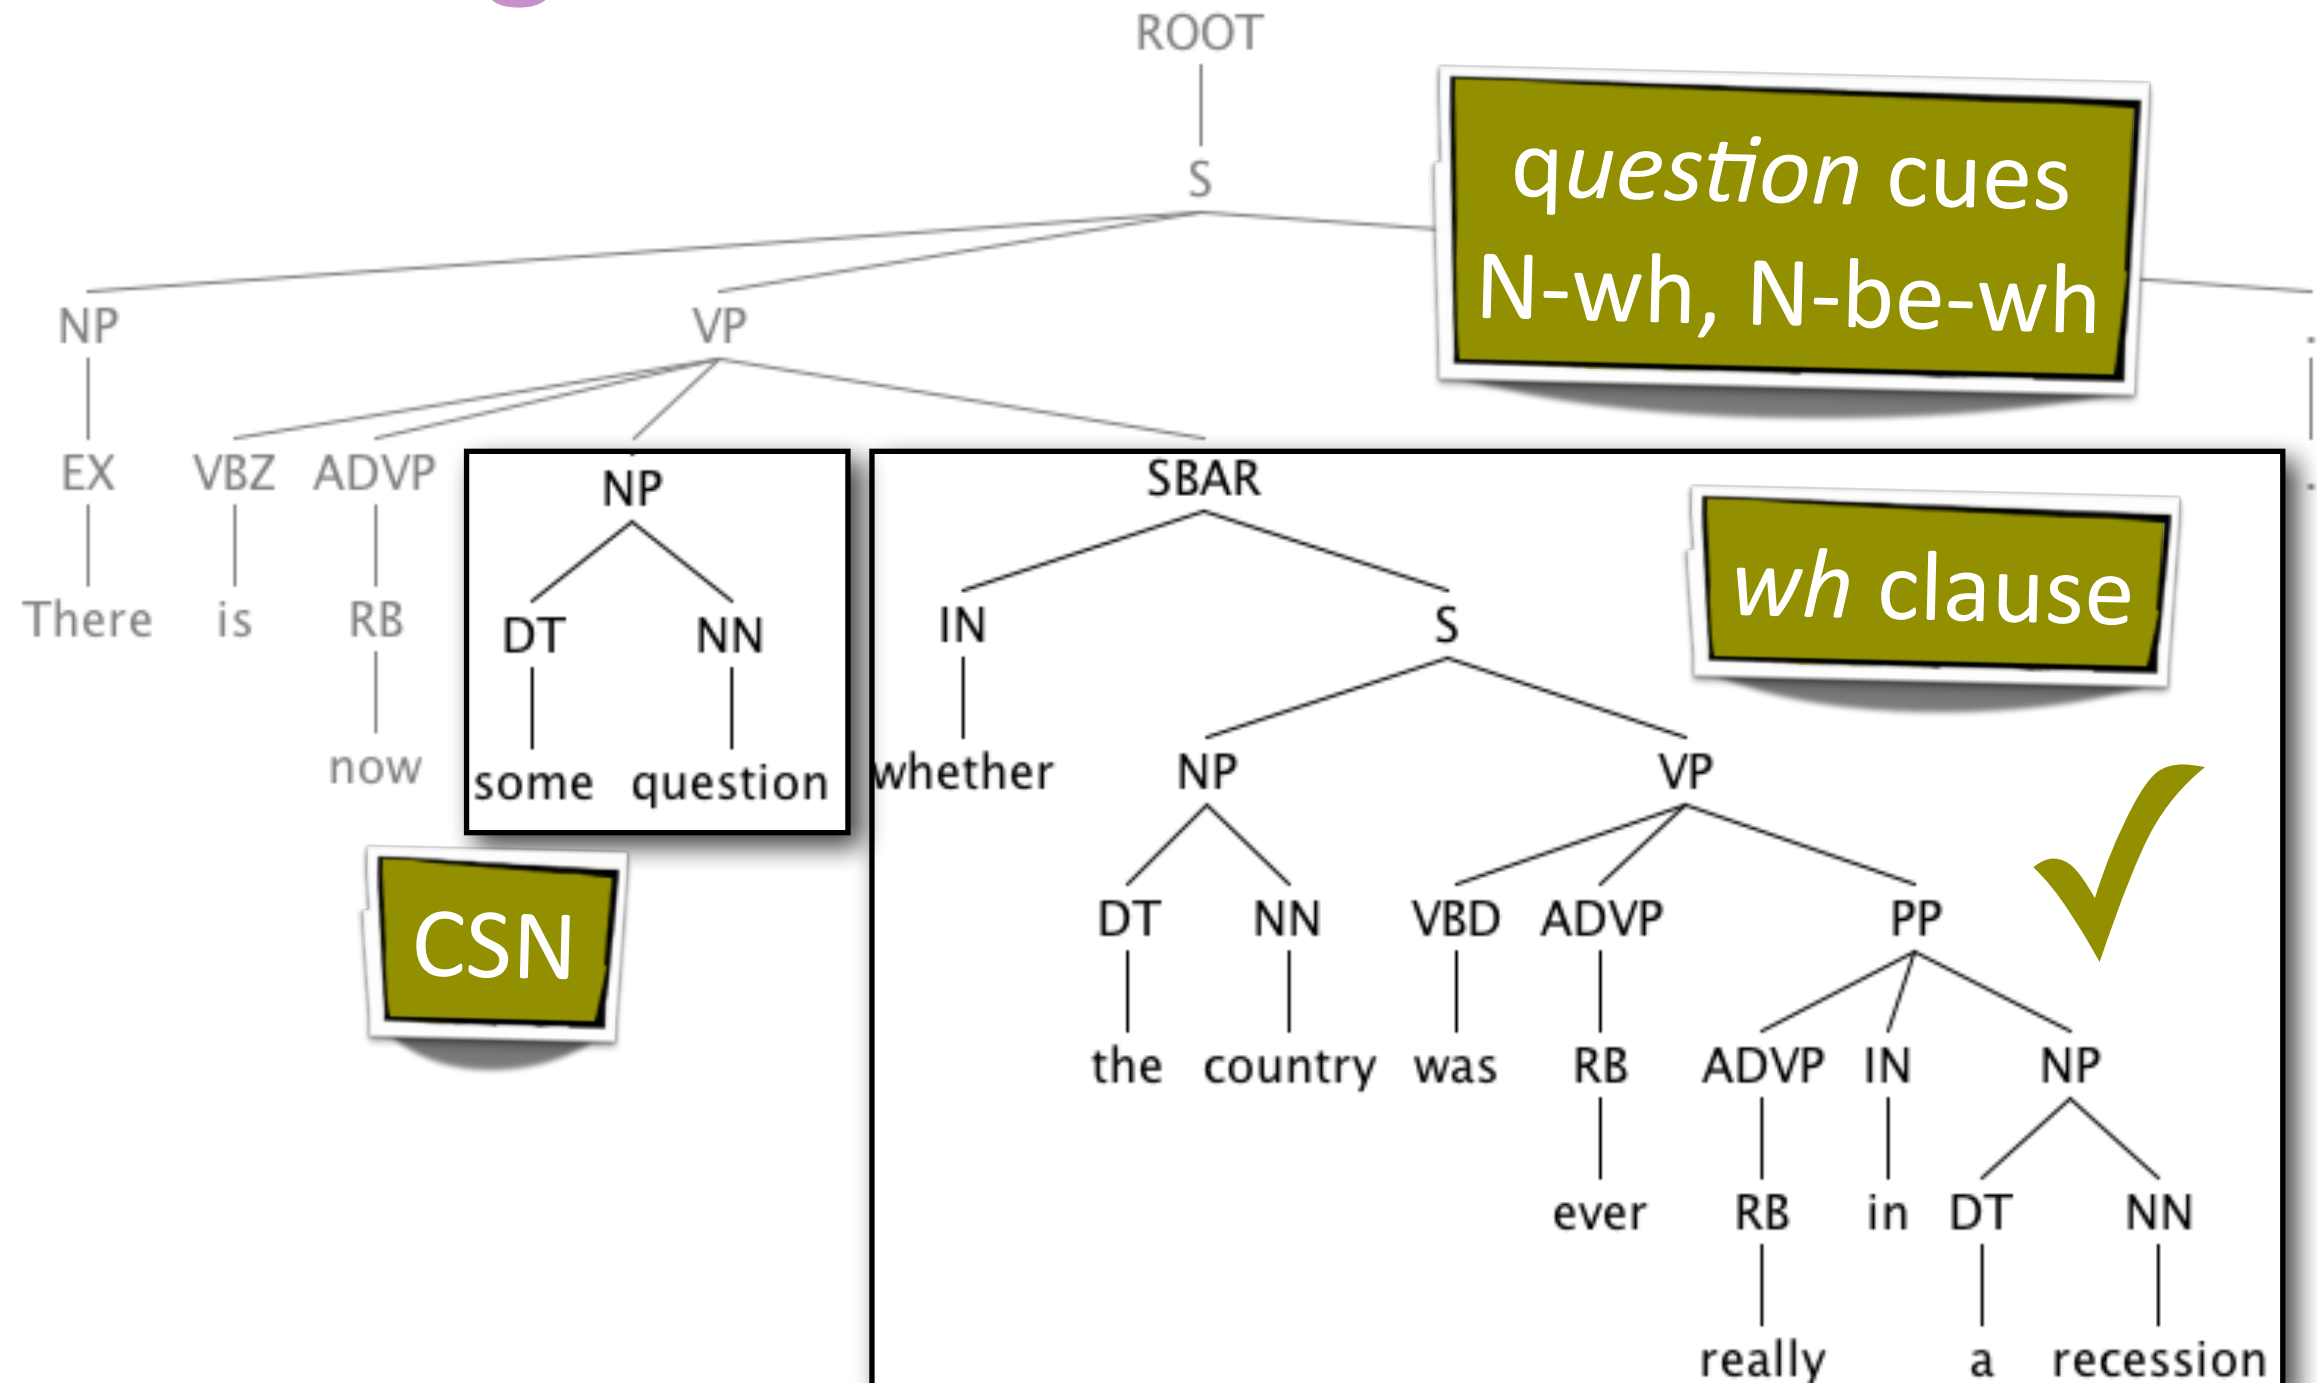 ROOT
S
question cues
N-wh, N-be-wh
NP VP .
EX VBZ ADVP NP SBAR .
wh clause
There is RB DT NN IN S
now some question whether NP VP
CSN
DT NN VBD ADVP PP
the country was RB ADVP IN NP
ever RB in DT NN
really a recession